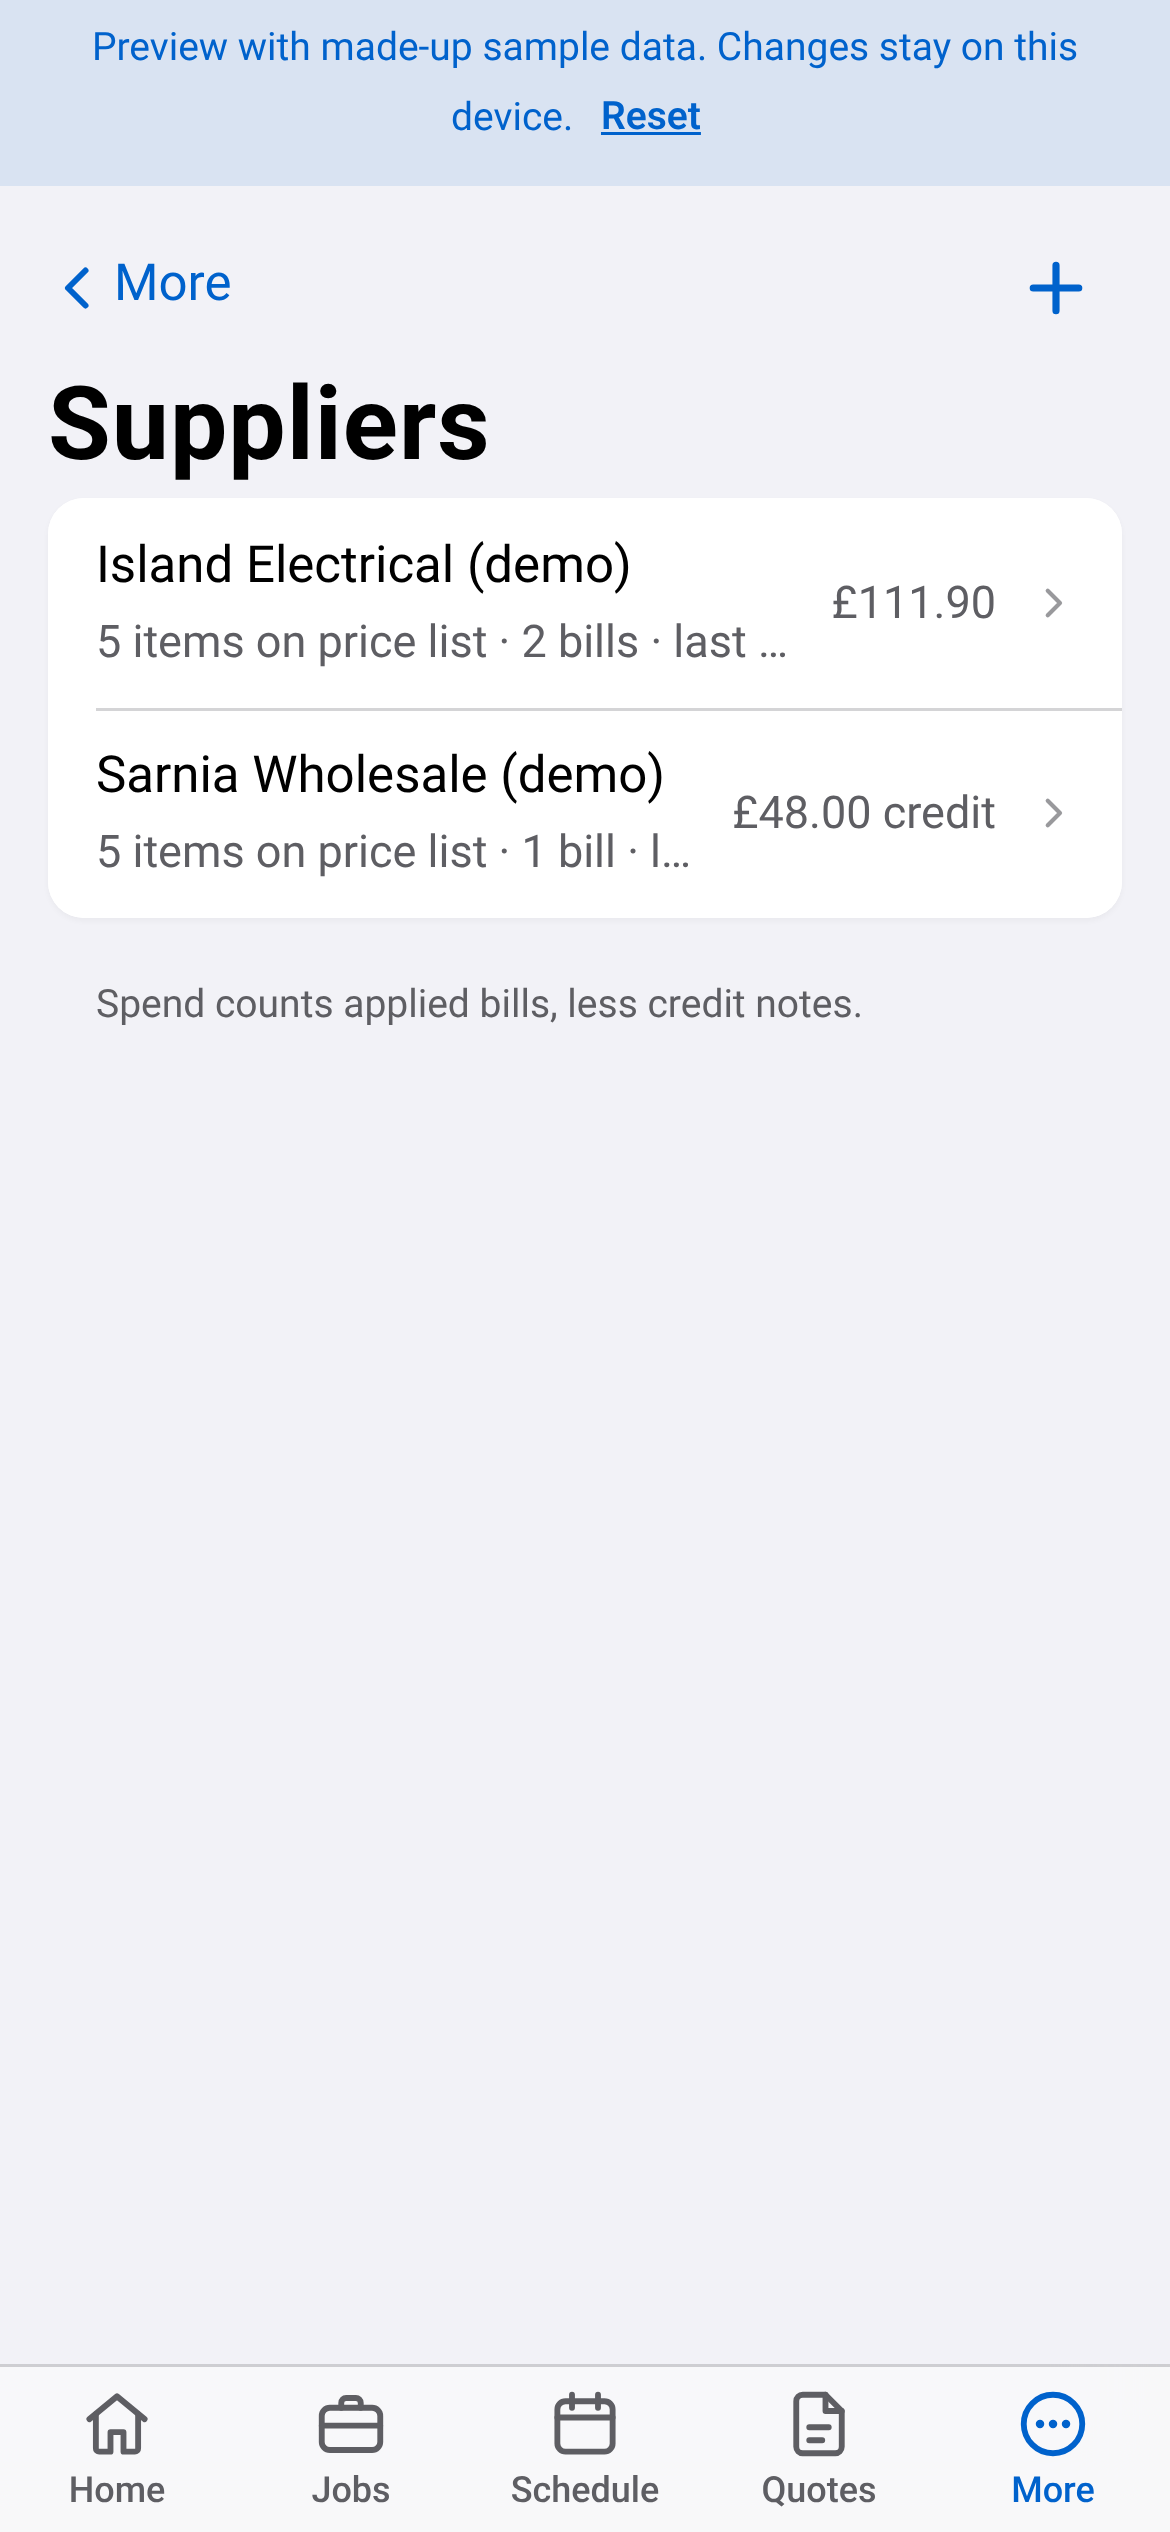 Preview with made-up sample data. Changes stay on this
device. Reset
More
Suppliers
Island Electrical (demo)
5 items on price list · 2 bills · last …
£111.90
Sarnia Wholesale (demo)
5 items on price list · 1 bill · l…
£48.00 credit
Spend counts applied bills, less credit notes.
Home
Jobs
Schedule
Quotes
More